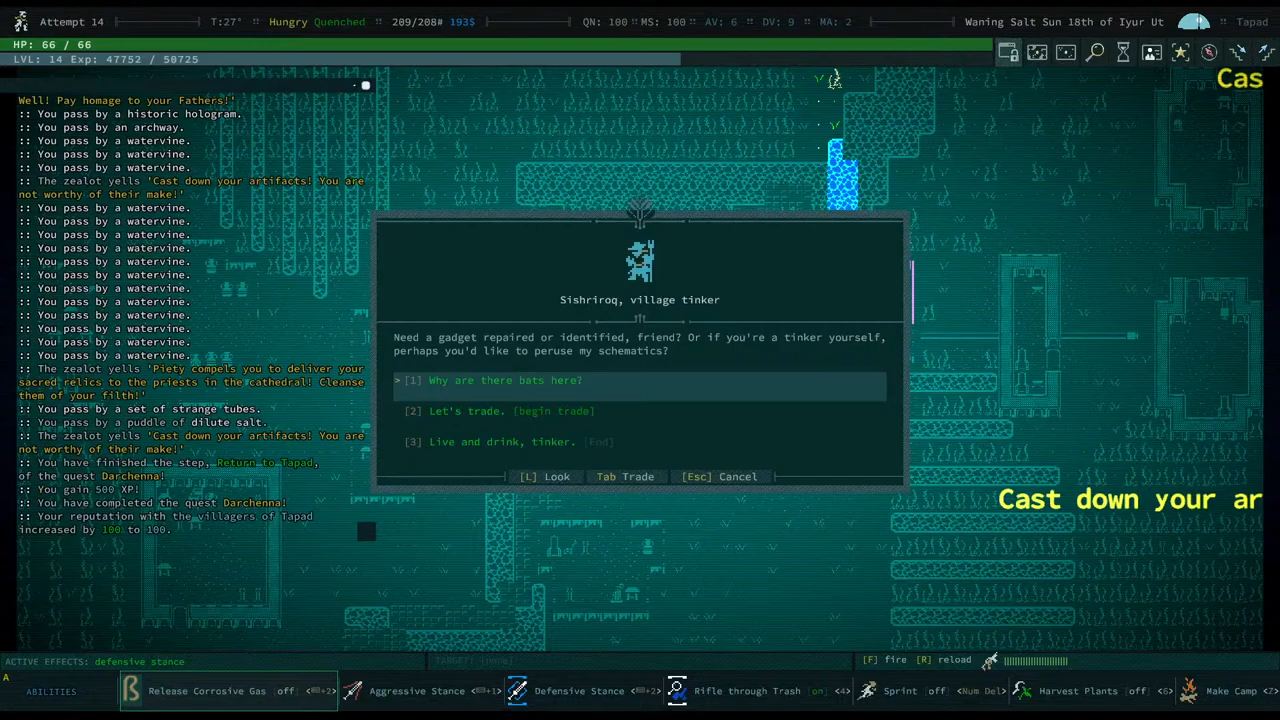 Attempt 14
T:27° :: Hungry Quenched :: 209/208# 193$
QN: 100 :: MS: 100 :: AV: 6 :: DV: 9 :: MA: 2
Waning Salt Sun 18th of Iyur Ut
Tapad
HP: 66 / 66
LVL: 14 Exp: 47752 / 50725
Cas
Well! Pay homage to your Fathers!'
:: You pass by a historic hologram.
:: You pass by an archway.
:: You pass by a watervine.
:: You pass by a watervine.
:: You pass by a watervine.
:: The zealot yells 'Cast down your artifacts! You are
not worthy of their make!'
:: You pass by a watervine.
:: You pass by a watervine.
:: You pass by a watervine.
:: You pass by a watervine.
:: You pass by a watervine.
:: You pass by a watervine.
:: You pass by a watervine.
:: You pass by a watervine.
:: You pass by a watervine.
:: You pass by a watervine.
:: You pass by a watervine.
:: You pass by a watervine.
:: The zealot yells 'Piety compels you to deliver your
sacred relics to the priests in the cathedral! Cleanse
them of your filth!'
:: You pass by a set of strange tubes.
:: You pass by a puddle of dilute salt.
:: The zealot yells 'Cast down your artifacts! You are
not worthy of their make!'
:: You have finished the step, Return to Tapad,
of the quest Darchenna!
:: You gain 500 XP!
:: You have completed the quest Darchenna!
:: Your reputation with the villagers of Tapad
increased by 100 to 100.
Sishriroq, village tinker
Need a gadget repaired or identified, friend? Or if you're a tinker yourself,
perhaps you'd like to peruse my schematics?
> [1] Why are there bats here?
[2] Let's trade. [begin trade]
[3] Live and drink, tinker. [End]
[L] Look Tab Trade [Esc] Cancel
Cast down your ar
ACTIVE EFFECTS: defensive stance
TARGET: [none]
[F] fire [R] reload
A
ABILITIES
Release Corrosive Gas off
Aggressive Stance
Defensive Stance
Rifle through Trash [on] <4>
Sprint [off] <Num Del>
Harvest Plants [off] <6>
Make Camp <Z>